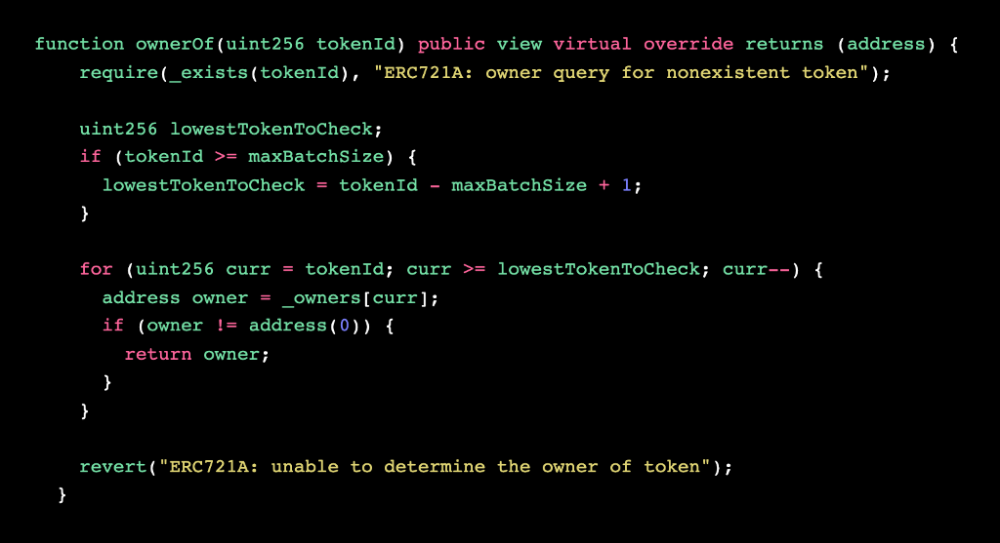 function ownerOf(uint256 tokenId) public view virtual override returns (address) {
    require(_exists(tokenId), "ERC721A: owner query for nonexistent token");

    uint256 lowestTokenToCheck;
    if (tokenId >= maxBatchSize) {
      lowestTokenToCheck = tokenId - maxBatchSize + 1;
    }

    for (uint256 curr = tokenId; curr >= lowestTokenToCheck; curr--) {
      address owner = _owners[curr];
      if (owner != address(0)) {
        return owner;
      }
    }

    revert("ERC721A: unable to determine the owner of token");
  }